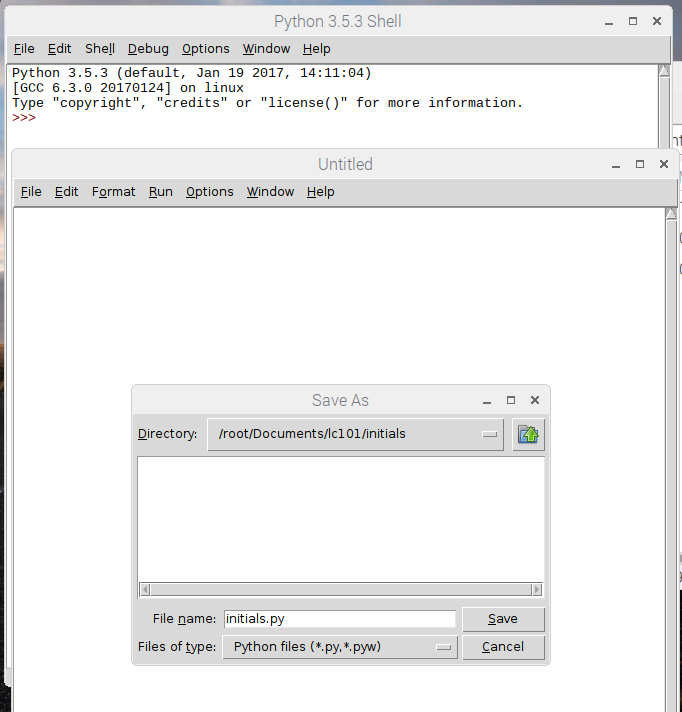 Python 3.5.3 Shell
File Edit Shell Debug Options Window Help
Python 3.5.3 (default, Jan 19 2017, 14:11:04)
[GCC 6.3.0 20170124] on linux
Type "copyright", "credits" or "license()" for more information.
>>>
Untitled
File Edit Format Run Options Window Help
Save As
Directory: /root/Documents/lc101/initials
File name: initials.py Save
Files of type: Python files (*.py,*.pyw) Cancel